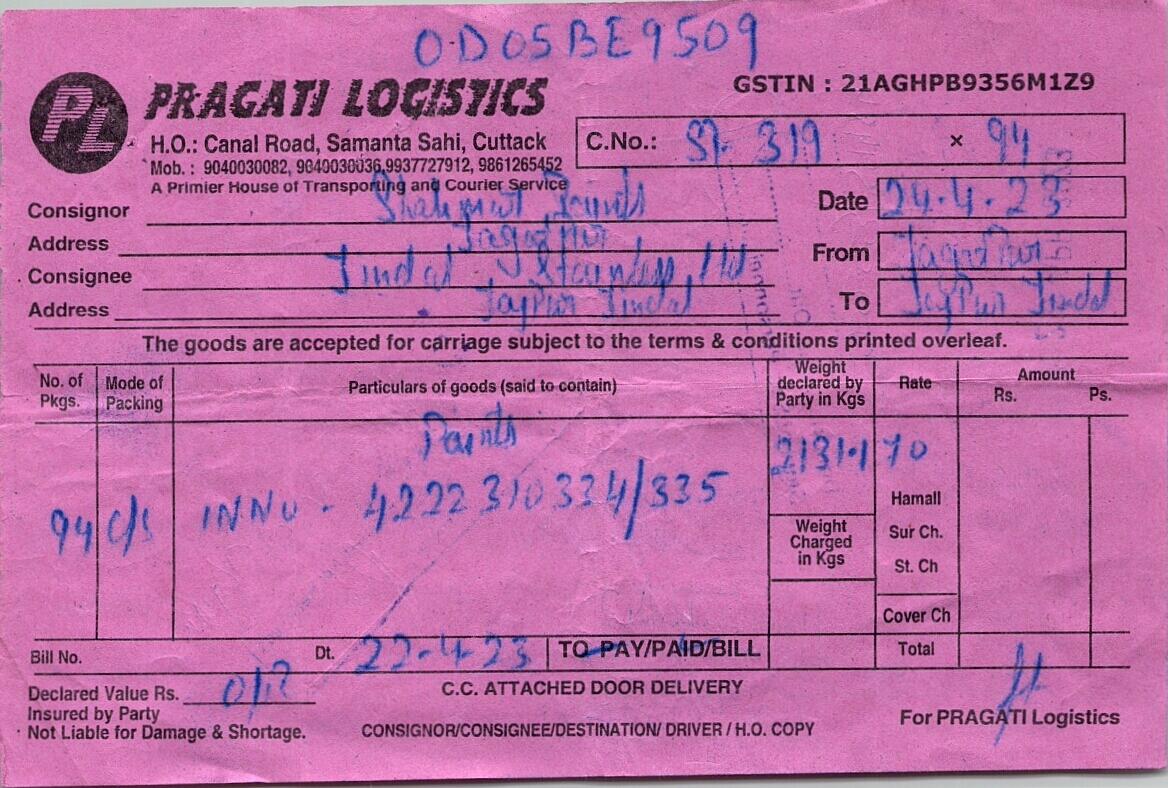 OD05BE9509
PL
PRAGATI LOGISTICS
GSTIN : 21AGHPB9356M1Z9
H.O.: Canal Road, Samanta Sahi, Cuttack
Mob. : 9040030082, 9640030036,9937727912, 9861265452
A Primier House of Transporting and Courier Service
C.No.: 319 × 94
Consignor Paints
Date 24.4.23
Address
From
Consignee Jindal Stainless Ltd
Address Jajpur Jindal
To Jajpur Jindal
The goods are accepted for carriage subject to the terms & conditions printed overleaf.
No. of Pkgs. Mode of Packing Particulars of goods (said to contain) Weight declared by Party in Kgs Rate Amount Rs. Ps.
Paints
2131.1 70
94 C/S INNO - 4222310334/335
Hamall
Weight Charged in Kgs
Sur Ch.
St. Ch
Cover Ch
Bill No. Dt. 22-4-23 TO PAY/PAID/BILL Total
Declared Value Rs.
C.C. ATTACHED DOOR DELIVERY
Insured by Party
Not Liable for Damage & Shortage.
CONSIGNOR/CONSIGNEE/DESTINATION/ DRIVER / H.O. COPY
For PRAGATI Logistics